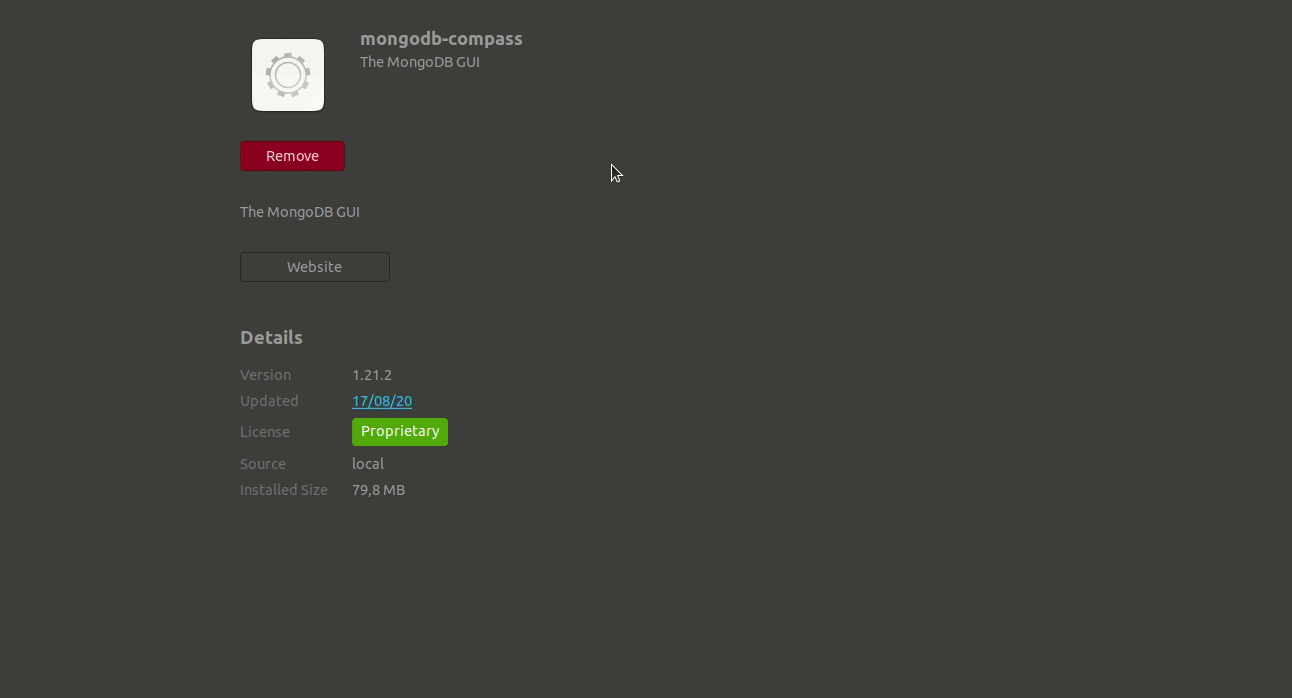 mongodb-compass
The MongoDB GUI
Remove
The MongoDB GUI
Website
Details
Version 1.21.2
Updated 17/08/20
License Proprietary
Source local
Installed Size 79,8 MB